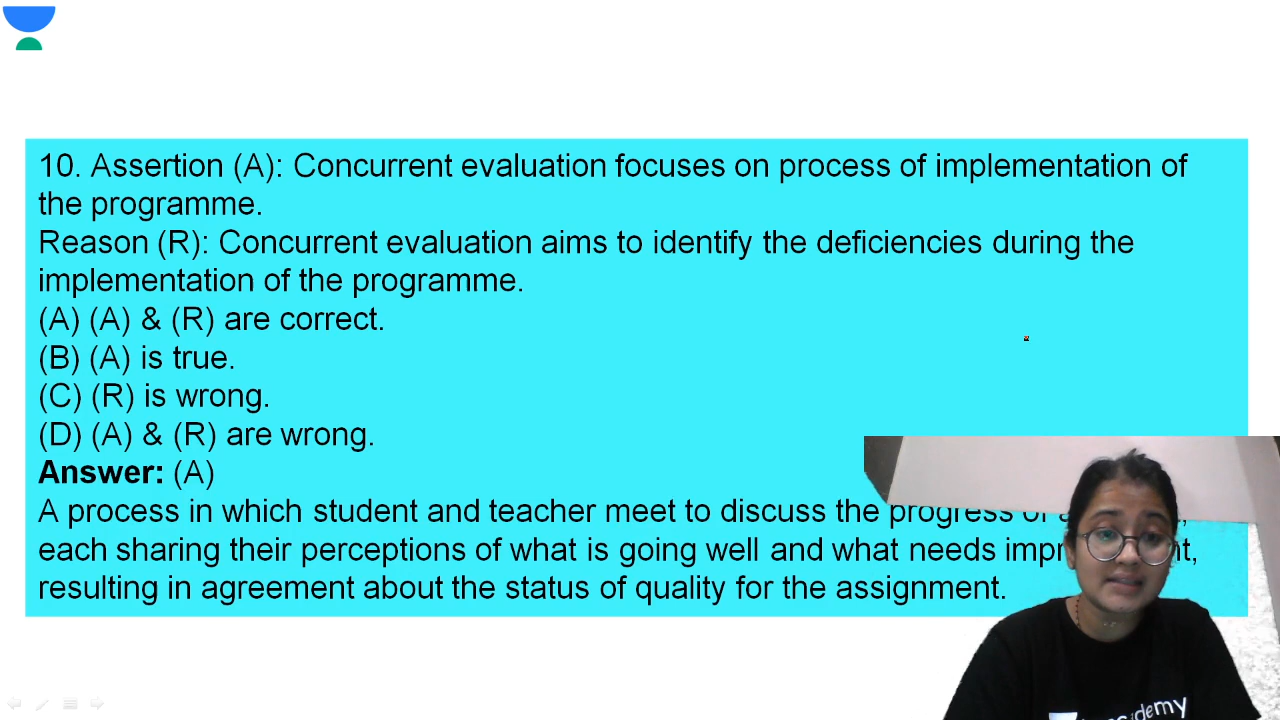 10. Assertion (A): Concurrent evaluation focuses on process of implementation of
the programme.
Reason (R): Concurrent evaluation aims to identify the deficiencies during the
implementation of the programme.
(A) (A) & (R) are correct.
(B) (A) is true.
(C) (R) is wrong.
(D) (A) & (R) are wrong.
Answer: (A)
A process in which student and teacher meet to discuss the progress of
each sharing their perceptions of what is going well and what needs
resulting in agreement about the status of quality for the assignment.